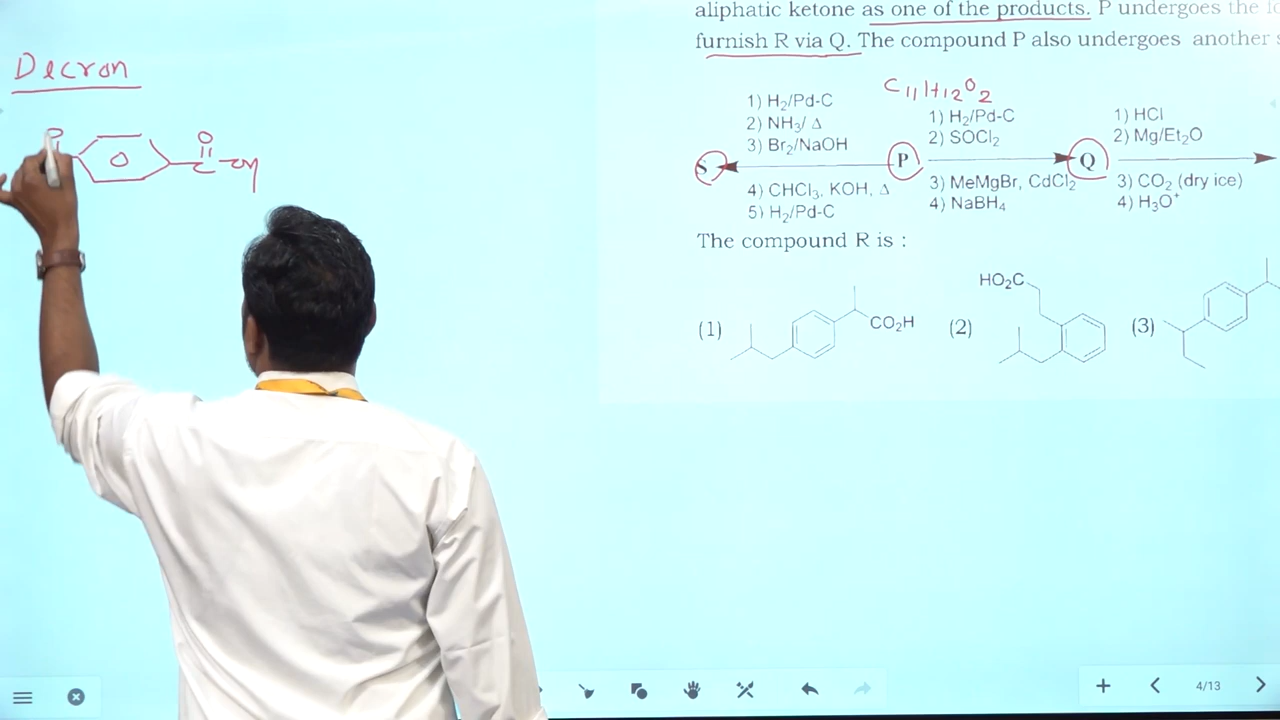 aliphatic ketone as one of the products. P undergoes the
furnish R via Q. The compound P also undergoes another
Decron
C11H12O2
1) H2/Pd-C
2) NH3/ Δ
3) Br2/NaOH
S
4) CHCl3, KOH, Δ
5) H2/Pd-C
P
1) H2/Pd-C
2) SOCl2
3) MeMgBr, CdCl2
4) NaBH4
Q
1) HCl
2) Mg/Et2O
3) CO2 (dry ice)
4) H3O+
O
C
OH
The compound R is :
(1)
CO2H
(2)
HO2C
(3)
4/13